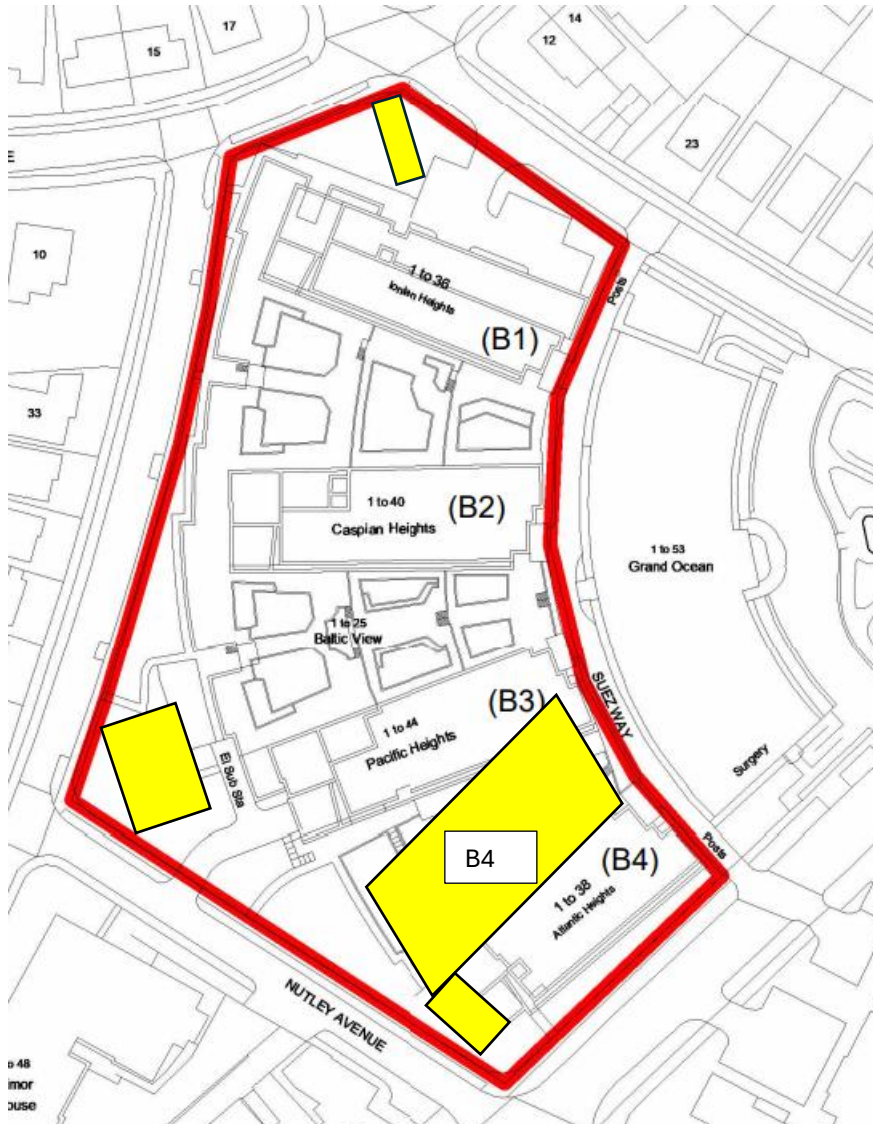 17
15
14
12
23
E
10
1 to 36
Ionian Heights
Posts
(B1)
33
1 to 40
Caspian Heights
(B2)
1 to 53
Grand Ocean
1 to 25
Baltic View
(B3)
SUEZ WAY
1 to 44
Pacific Heights
El Sub Sta
Surgery
Posts
B4
(B4)
1 to 38
Atlantic Heights
NUTLEY AVENUE
o 48
imor
ouse